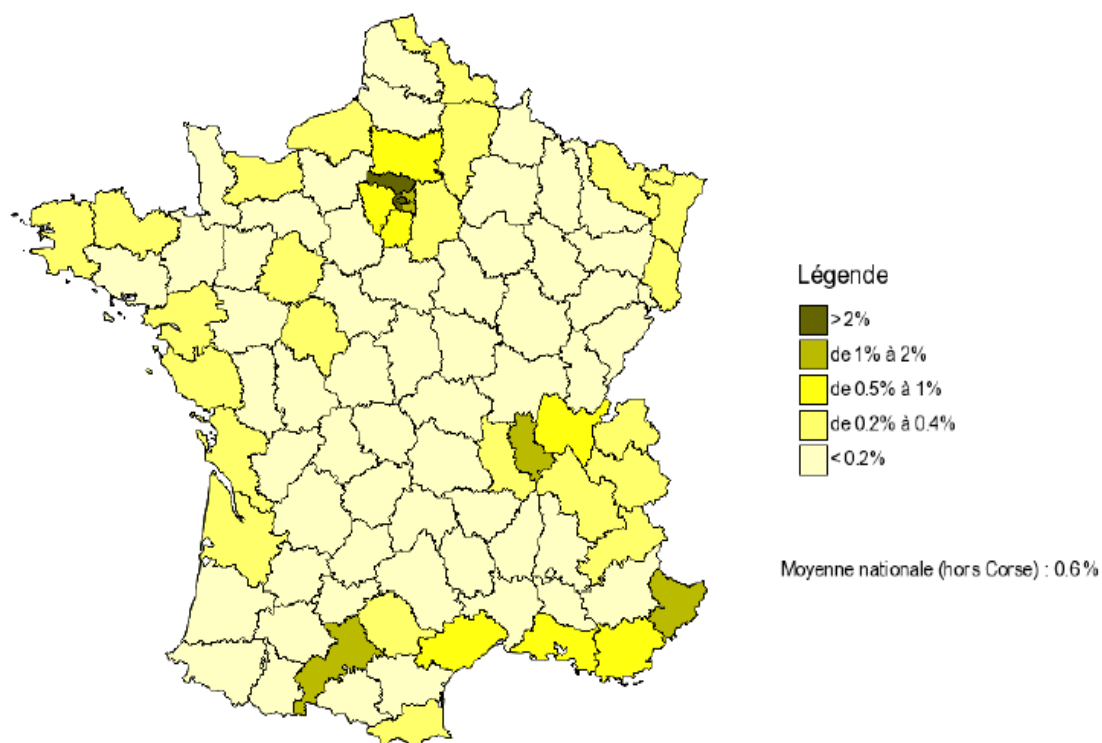 Légende
>2%
de 1% à 2%
de 0.5% à 1%
de 0.2% à 0.4%
<0.2%
Moyenne nationale (hors Corse) : 0.6%